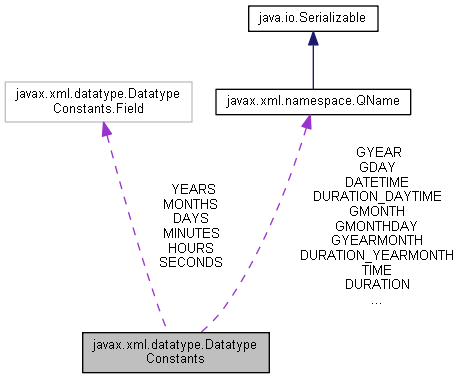 java.io.Serializable
javax.xml.datatype.Datatype
Constants.Field
javax.xml.namespace.QName
YEARS
MONTHS
DAYS
MINUTES
HOURS
SECONDS
GYEAR
GDAY
DATETIME
DURATION_DAYTIME
GMONTH
GMONTHDAY
GYEARMONTH
DURATION_YEARMONTH
TIME
DURATION
...
javax.xml.datatype.Datatype
Constants